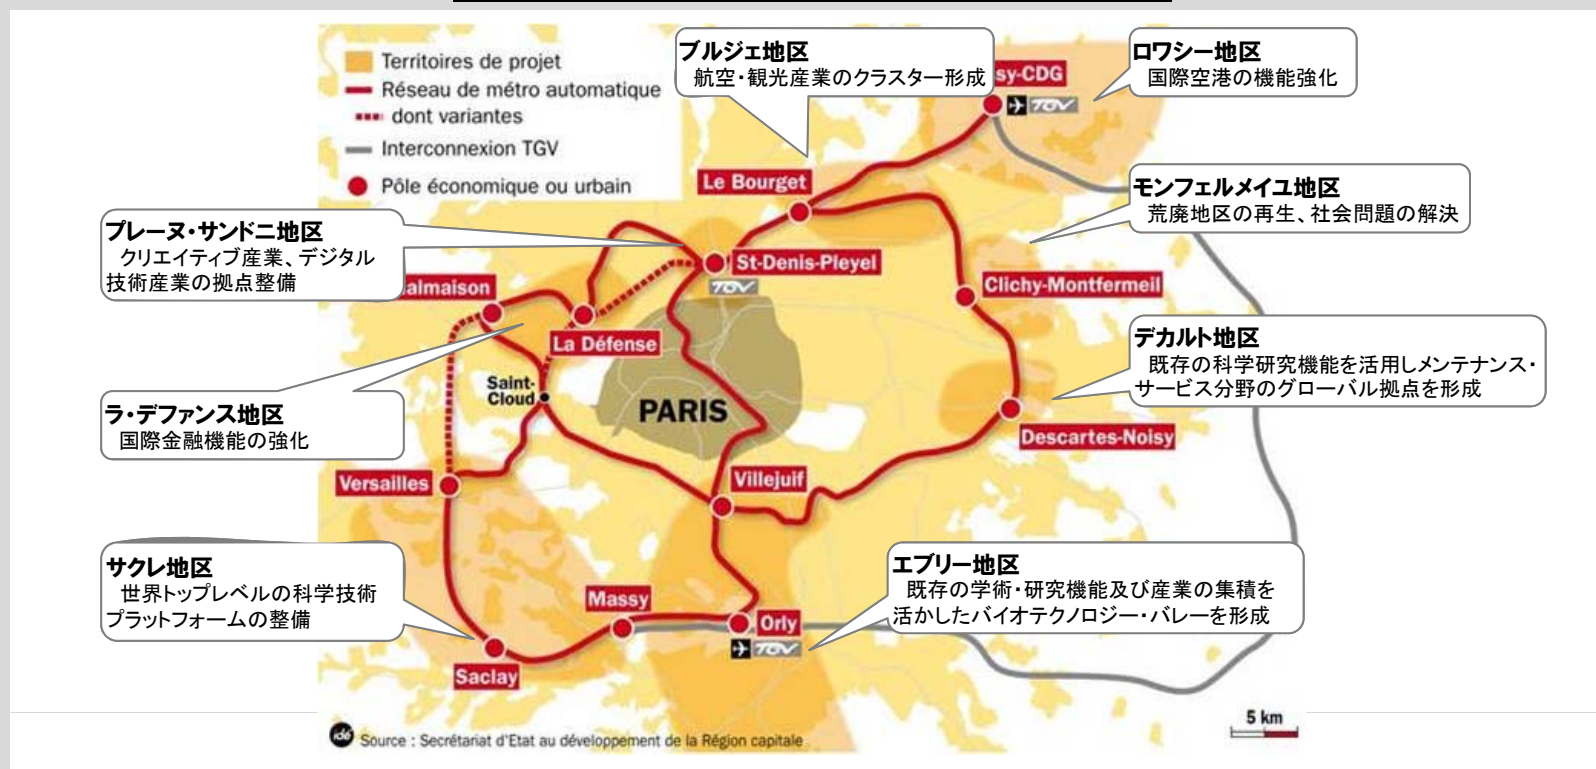 Territoires de projet
Réseau de métro automatique
dont variantes
Interconnexion TGV
Pôle économique ou urbain
ブルジェ地区
航空・観光産業のクラスター形成
sy-CDG
TGV
ロワシー地区
国際空港の機能強化
Le Bourget
モンフェルメイユ地区
荒廃地区の再生、社会問題の解決
プレーヌ・サンドニ地区
クリエイティブ産業、デジタル
技術産業の拠点整備
St-Denis-Pleyel
TGV
almaison
Clichy-Montfermeil
La Défense
デカルト地区
既存の科学研究機能を活用しメンテナンス・
サービス分野のグローバル拠点を形成
Saint-
Cloud
PARIS
ラ・デファンス地区
国際金融機能の強化
Descartes-Noisy
Versailles
Villejuif
サクレ地区
世界トップレベルの科学技術
プラットフォームの整備
エブリー地区
既存の学術・研究機能及び産業の集積を
活かしたバイオテクノロジー・バレーを形成
Massy
Orly
TGV
Saclay
5 km
idé
Source : Secrétariat d'Etat au développement de la Région capitale